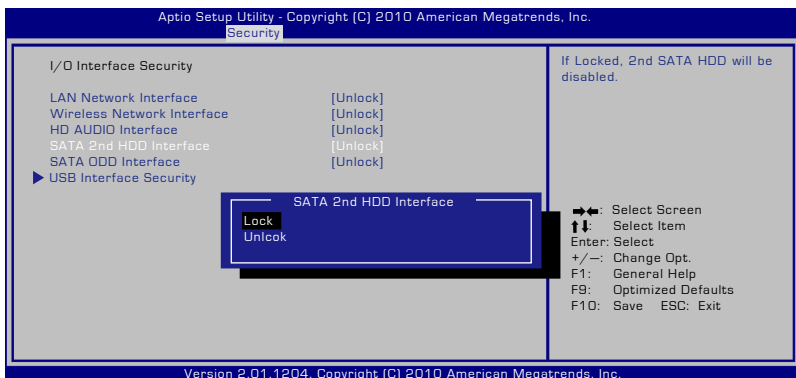 Aptio Setup Utility - Copyright (C) 2010 American Megatrends, Inc.
Security
I/O Interface Security
LAN Network Interface [Unlock]
Wireless Network Interface [Unlock]
HD AUDIO Interface [Unlock]
SATA 2nd HDD Interface [Unlock]
SATA ODD Interface [Unlock]
USB Interface Security
SATA 2nd HDD Interface
Lock
Unlcok
If Locked, 2nd SATA HDD will be
disabled.
→←: Select Screen
↑↓: Select Item
Enter: Select
+/—: Change Opt.
F1: General Help
F9: Optimized Defaults
F10: Save ESC: Exit
Version 2.01.1204. Copyright (C) 2010 American Megatrends, Inc.